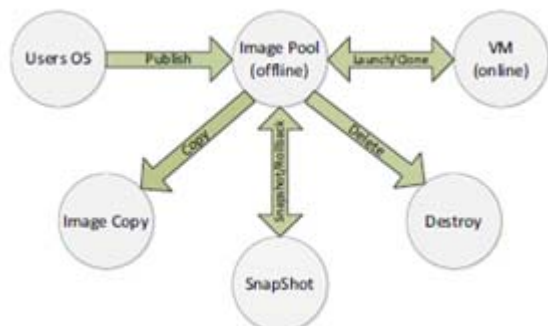 Users OS
Publish
Image Pool
(offline)
Launch/Clone
VM
(online)
Copy
Snapshot/Rollback
Delete
Image Copy
SnapShot
Destroy